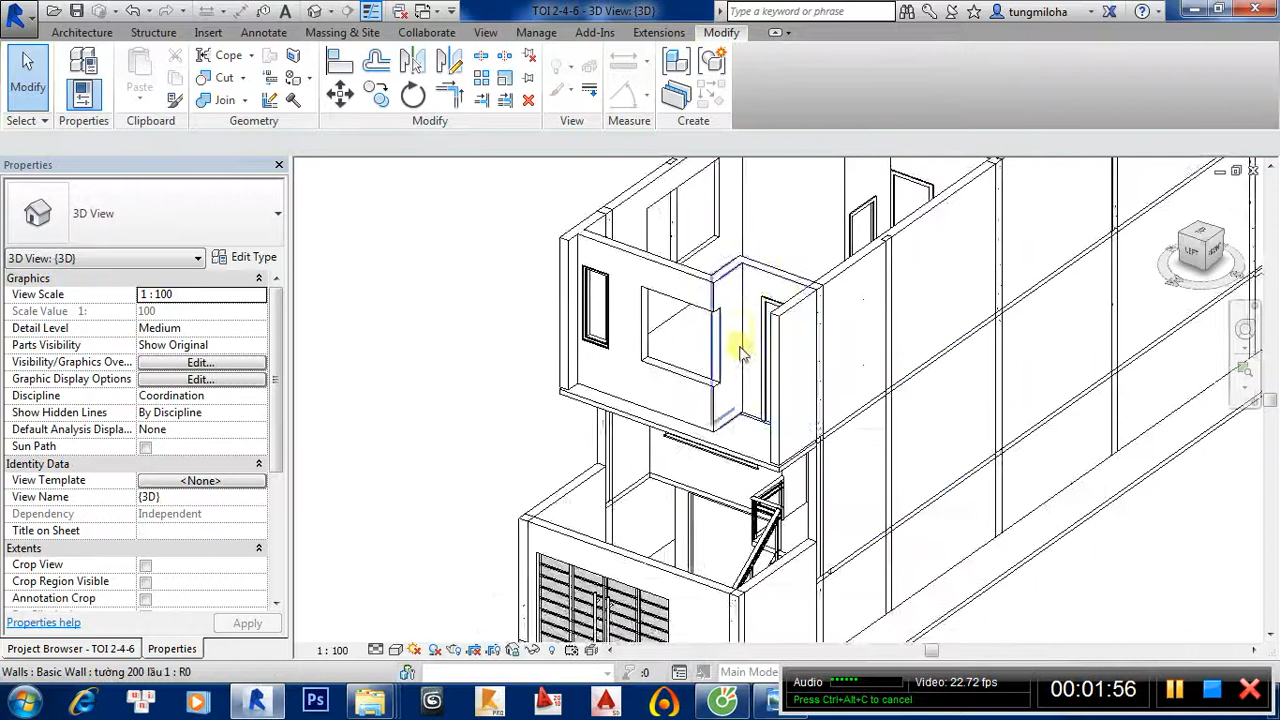 TOI 2-4-6 - 3D View: {3D}
Type a keyword or phrase
tungmiloha
Architecture Structure Insert Annotate Massing & Site Collaborate View Manage Add-Ins Extensions Modify
Modify
Paste
Cope
Cut
Join
Select Properties Clipboard Geometry Modify View Measure Create
Properties
3D View
3D View: {3D} Edit Type
Graphics
View Scale 1 : 100
Scale Value 1: 100
Detail Level Medium
Parts Visibility Show Original
Visibility/Graphics Ove... Edit...
Graphic Display Options Edit...
Discipline Coordination
Show Hidden Lines By Discipline
Default Analysis Displa... None
Sun Path
Identity Data
View Template <None>
View Name {3D}
Dependency Independent
Title on Sheet
Extents
Crop View
Crop Region Visible
Annotation Crop
Properties help Apply
Project Browser - TOI 2-4-6 Properties
1 : 100
LEFT
Walls : Basic Wall : tường 200 lầu 1 : R0
:0
Main Mode
Audio
Video: 22.72 fps
Press Ctrl+Alt+C to cancel
00:01:56
Ps